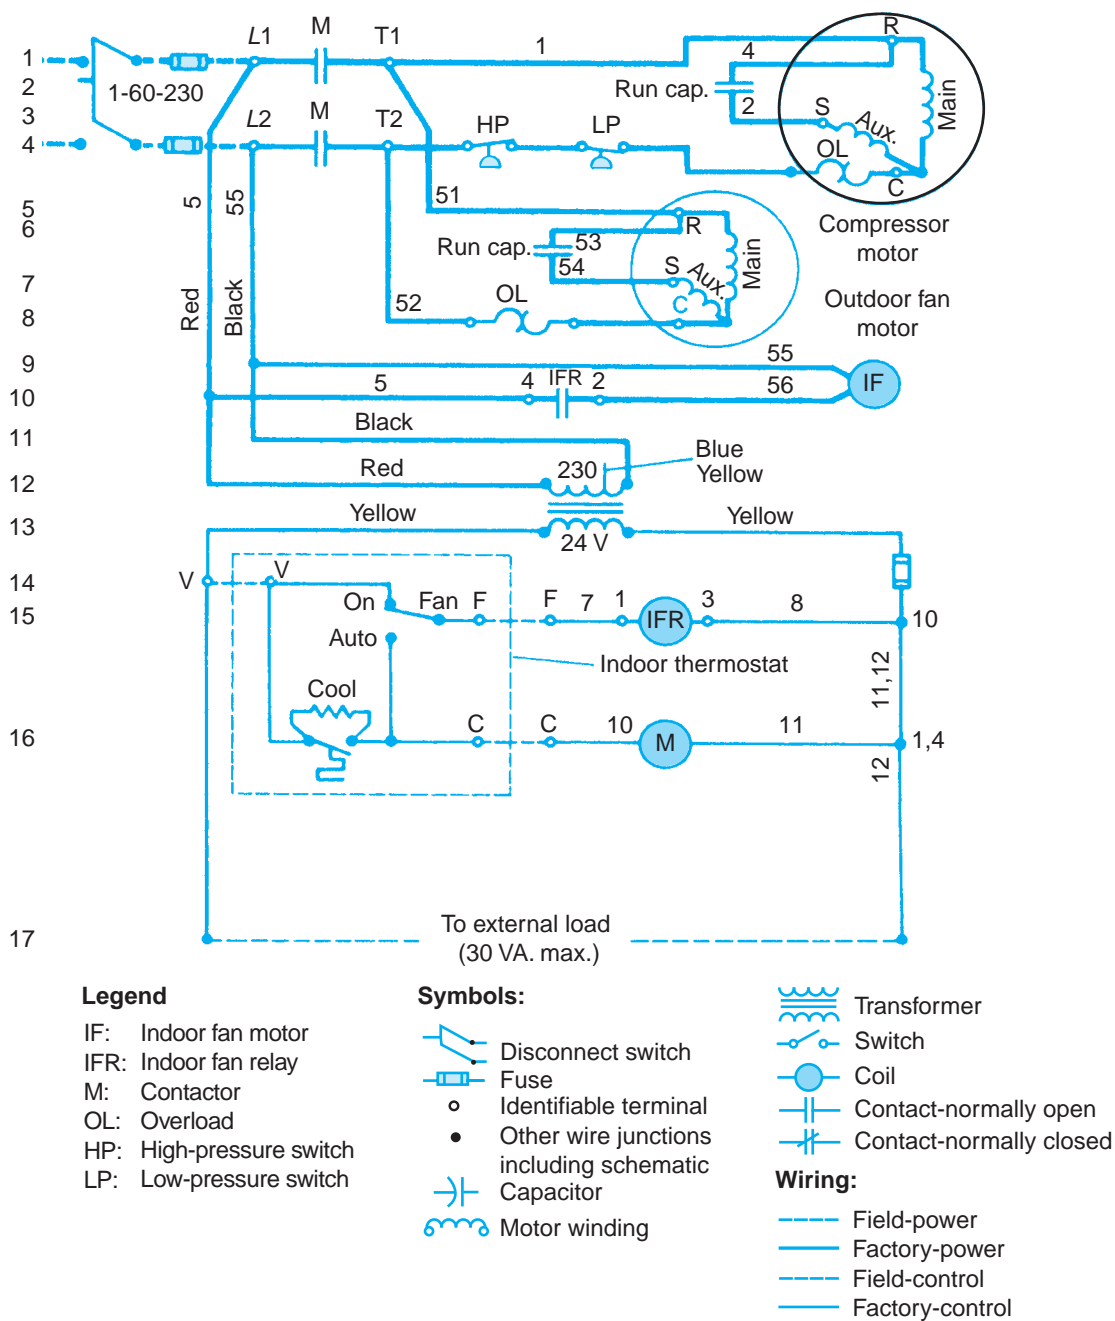 1 L1 M T1 1 R
2 1-60-230 Run cap. 4
3 M 2 S Aux. Main
4 L2 T2 HP LP OL C
5 55 51 Compressor motor
5
6 Run cap. 53 R
7 54 S Aux. Main
Red Black C Outdoor fan motor
8 52 OL
9 55
10 5 4 IFR 2 56 IF
11 Black
Blue
12 Red 230 Yellow
13 Yellow 24 V Yellow
14 V V
On Fan F F 7 1 3 8 10
15 IFR
Auto
Indoor thermostat
11,12
Cool
16 C C 10 M 11 1,4
12
17 To external load
(30 VA. max.)
Legend
IF: Indoor fan motor
IFR: Indoor fan relay
M: Contactor
OL: Overload
HP: High-pressure switch
LP: Low-pressure switch
Symbols:
Disconnect switch
Fuse
Identifiable terminal
Other wire junctions
including schematic
Capacitor
Motor winding
Transformer
Switch
Coil
Contact-normally open
Contact-normally closed
Wiring:
Field-power
Factory-power
Field-control
Factory-control